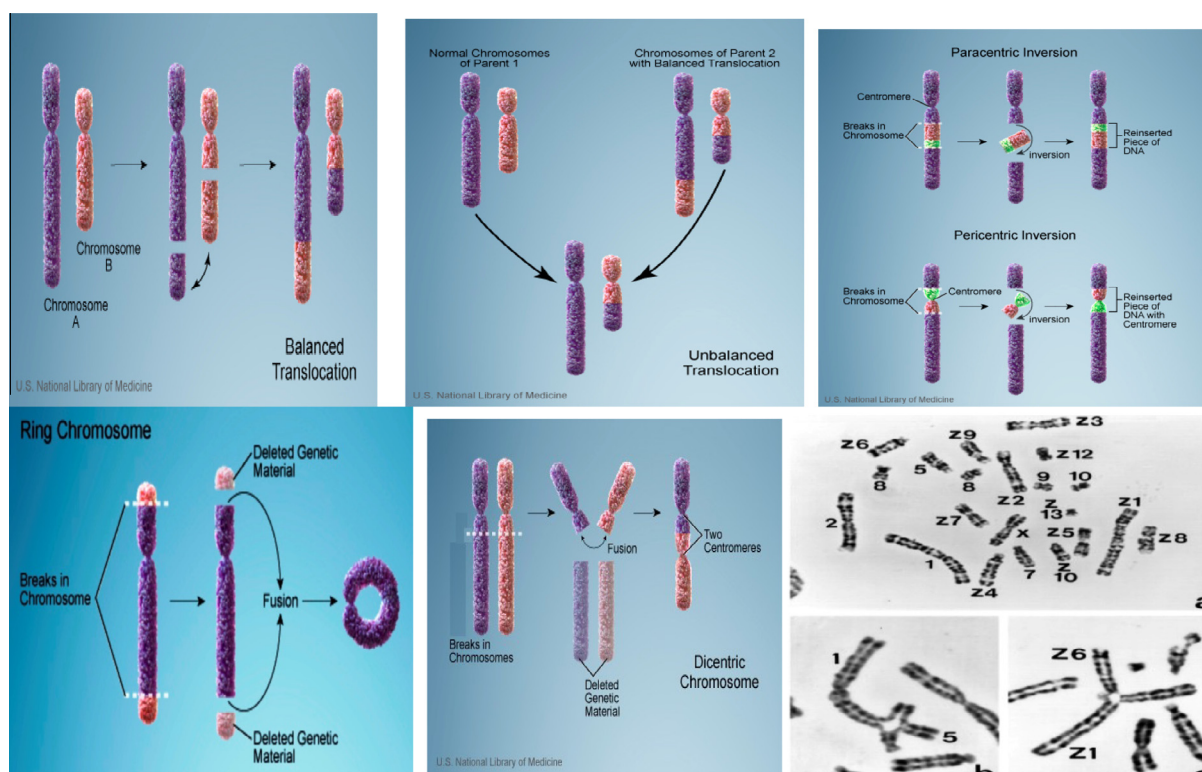 Chromosome
B
Chromosome
A
Balanced
Translocation
U.S. National Library of Medicine
Normal Chromosomes
of Parent 1
Chromosomes of Parent 2
with Balanced Translocation
Unbalanced
Translocation
U.S. National Library of Medicine
Paracentric Inversion
Centromere
Breaks in
Chromosome
inversion
Reinserted
Piece of
DNA
Pericentric Inversion
Breaks in
Chromosome
Centromere
inversion
Reinserted
Piece of
DNA with
Centromere
U.S. National Library of Medicine
Ring Chromosome
Deleted Genetic
Material
Breaks in
Chromosome
Fusion
Deleted Genetic
Material
Fusion
Two
Centromeres
Breaks in
Chromosomes
Deleted
Genetic
Material
Dicentric
Chromosome
U.S. National Library of Medicine
z3
z6
z9
z12
5
8
8
9
10
z2
z
13
z1
2
z7
x
z5
z8
1
z4
7
z
10
a
1
5
b
z6
z1